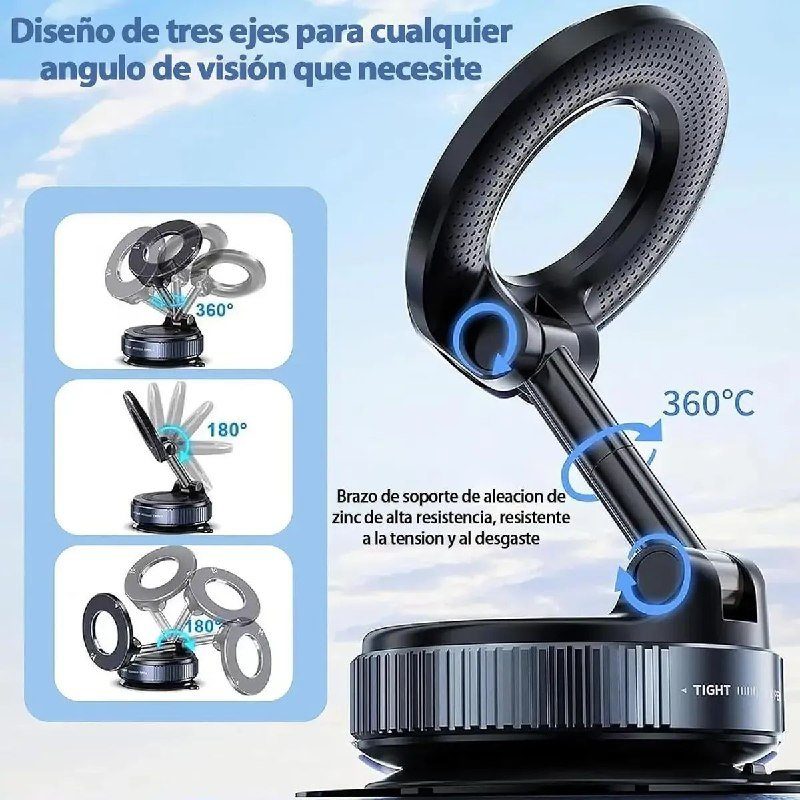 Diseño de tres ejes para cualquier
angulo de visión que necesite
360°
180°
180°
360°C
Brazo de soporte de aleacion de
zinc de alta resistencia, resistente
a la tension y al desgaste
TIGHT